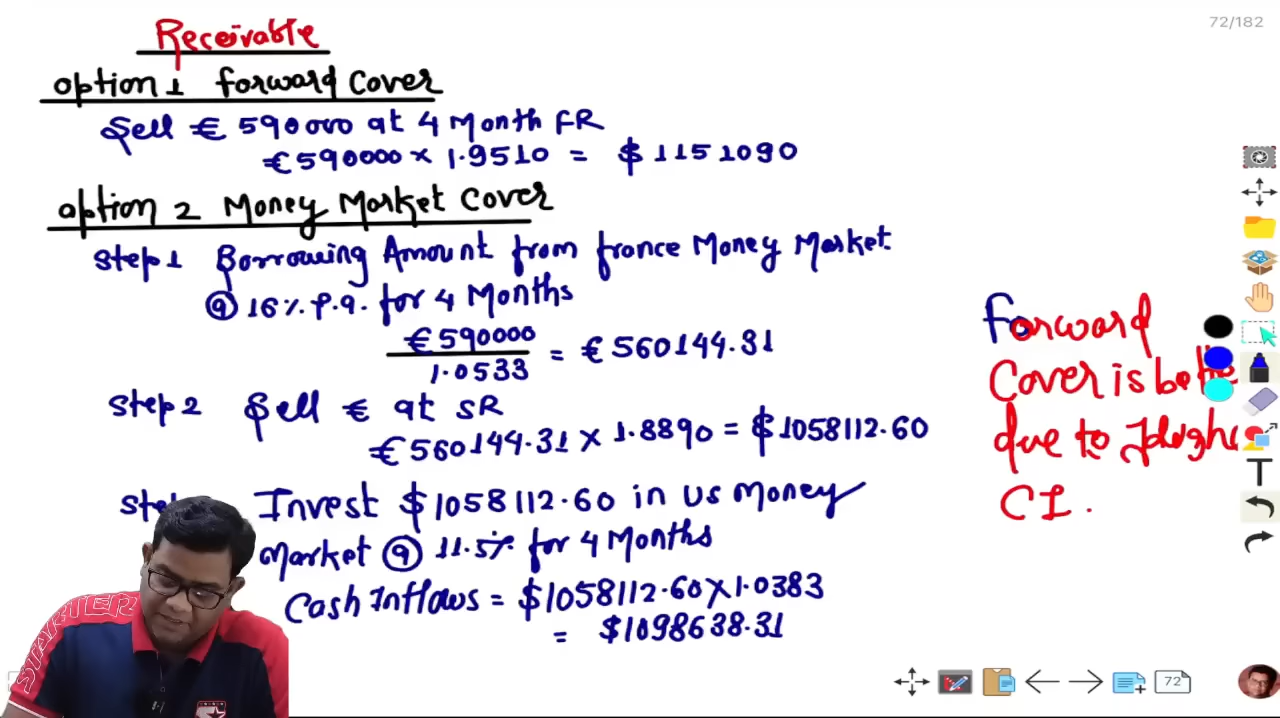 72/182
Receivable
Option 1 Forward Cover
Sell € 590000 at 4 Month FR
€590000 × 1.9510 = $ 1151090
Option 2 Money Market Cover
Step 1 Borrowing Amount from france Money Market
@ 16% P.a. for 4 Months
€590000
1.0533
= €560144.31
Step 2 Sell € at SR
€560144.31 × 1.8890 = $1058112.60
Ste Invest $1058112.60 in US Money
Market @ 11.5% for 4 Months
Cash Inflows = $1058112.60 × 1.0383
= $1098638.31
Forward
Cover is
due to
CI.
STARTER
T
72